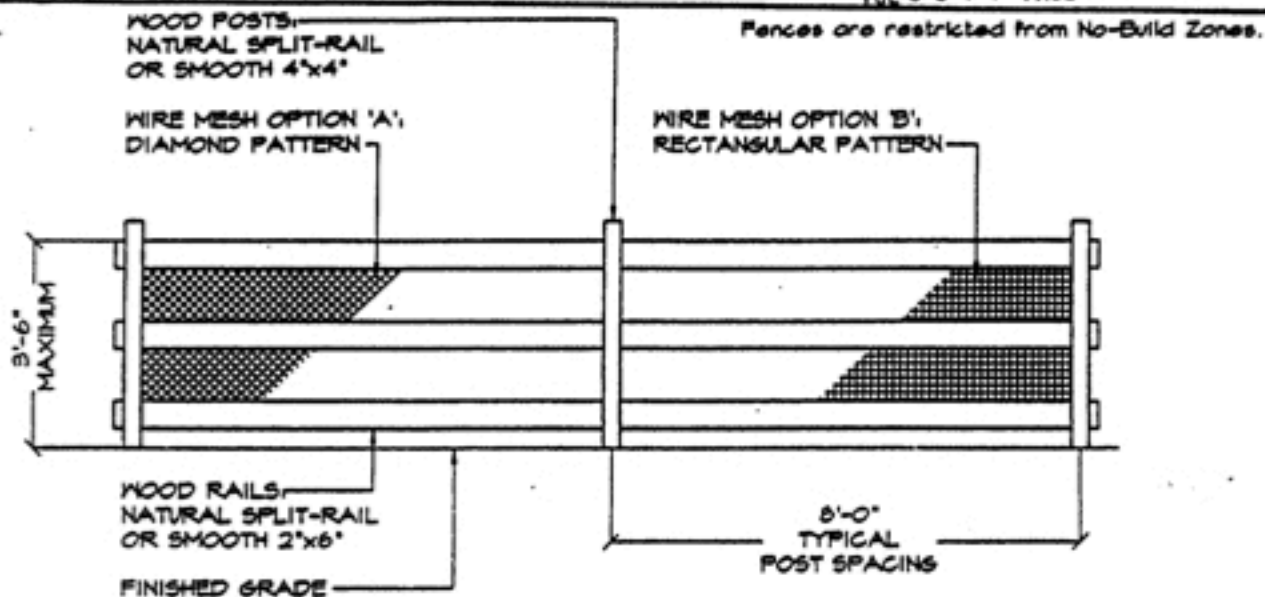 Fences are restricted from No-Build Zones.
WOOD POSTS:
NATURAL SPLIT-RAIL
OR SMOOTH 4"x4"
WIRE MESH OPTION 'A':
DIAMOND PATTERN
WIRE MESH OPTION 'B':
RECTANGULAR PATTERN
3'-6"
MAXIMUM
WOOD RAILS:
NATURAL SPLIT-RAIL
OR SMOOTH 2"x6"
8'-0"
TYPICAL
POST SPACING
FINISHED GRADE